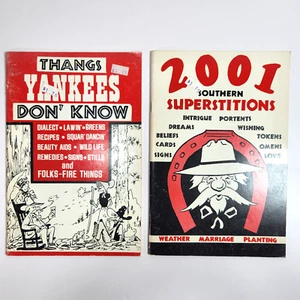 THANGS
YANKEES
DON' KNOW
DIALECT • LAWIN' • GREENS
RECIPES • SQUAR' DANCIN'
BEAUTY AIDS • WILD LIFE
REMEDIES • SIGNS • STILLS
and
FOLKS-FIRE THINGS
2001
SOUTHERN
SUPERSTITIONS
INTRIGUE PORTENTS
DREAMS WISHING
BELIEFS TOKENS
CARDS OMENS
SIGNS LOVE
WEATHER MARRIAGE PLANTING